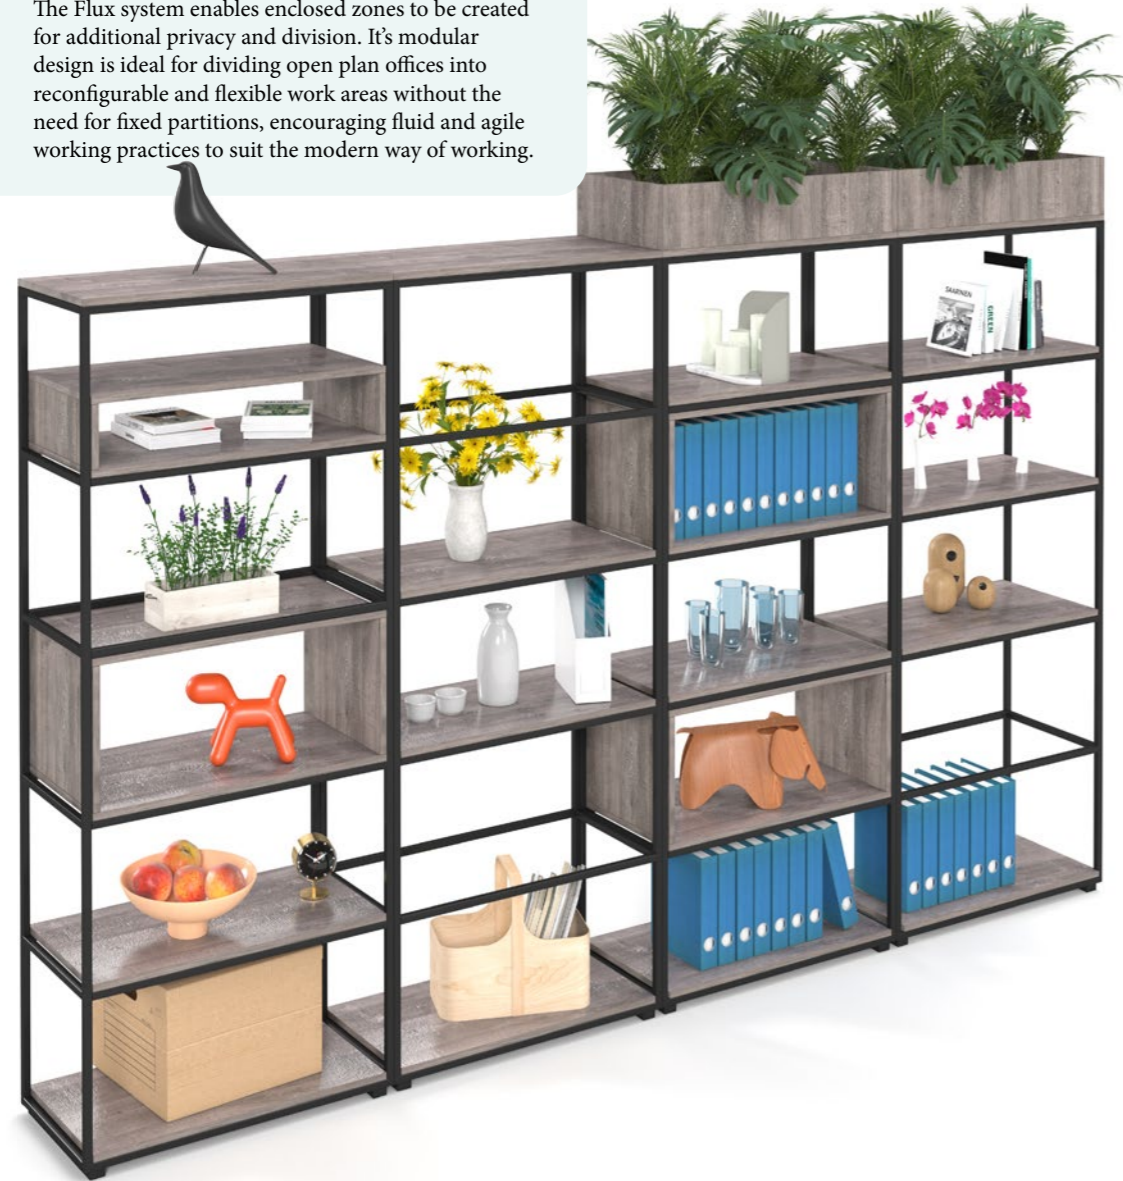 The Flux system enables enclosed zones to be created
for additional privacy and division. It’s modular
design is ideal for dividing open plan offices into
reconfigurable and flexible work areas without the
need for fixed partitions, encouraging fluid and agile
working practices to suit the modern way of working.
GREEN